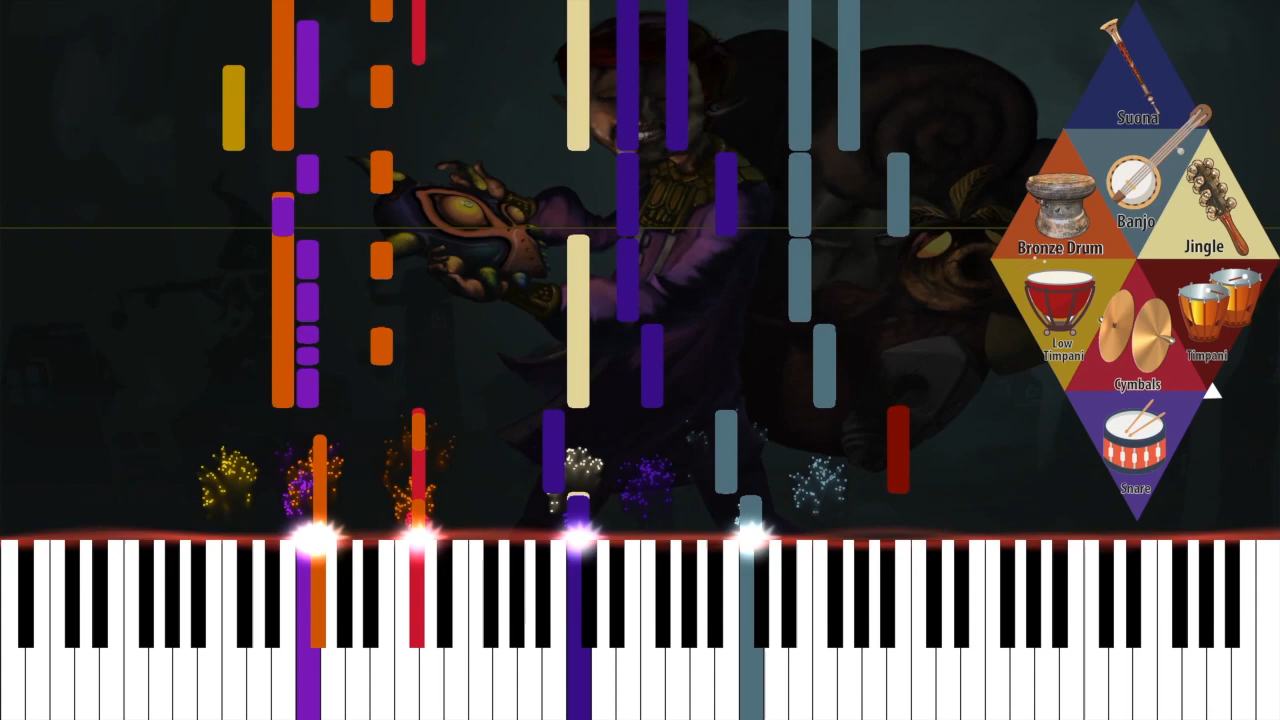 Suona
Banjo
Bronze Drum
Jingle
Low
Timpani
Timpani
Cymbals
Snare